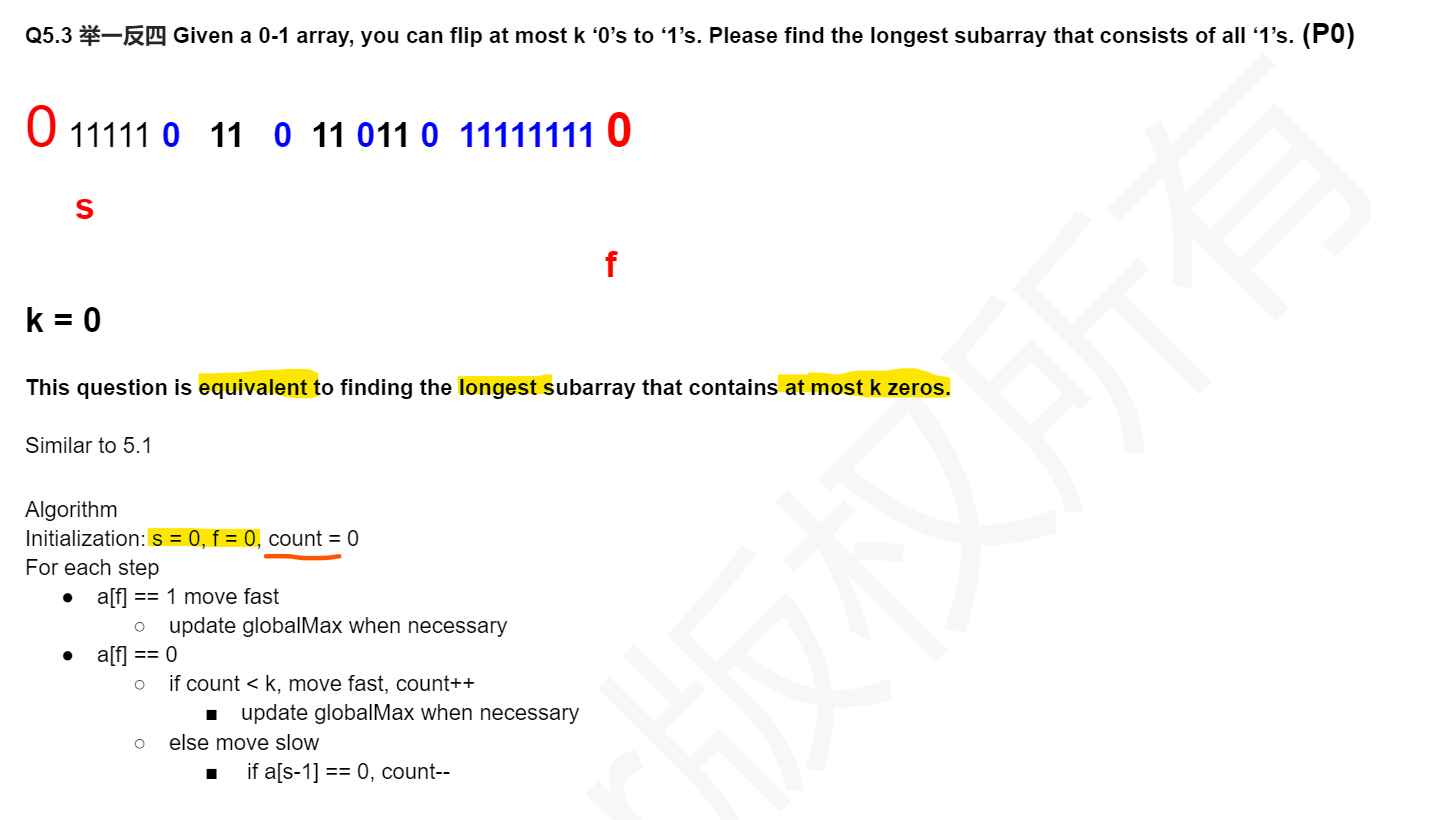 Q5.3 举一反四 Given a 0-1 array, you can flip at most k ‘0’s to ‘1’s. Please find the longest subarray that consists of all ‘1’s. (P0)
0 11111 0 11 0 11 011 0 11111111 0
s
f
k = 0
This question is equivalent to finding the longest subarray that contains at most k zeros.
Similar to 5.1
Algorithm
Initialization: s = 0, f = 0, count = 0
For each step
● a[f] == 1 move fast
○ update globalMax when necessary
● a[f] == 0
○ if count < k, move fast, count++
■ update globalMax when necessary
○ else move slow
■ if a[s-1] == 0, count--
r版权所有